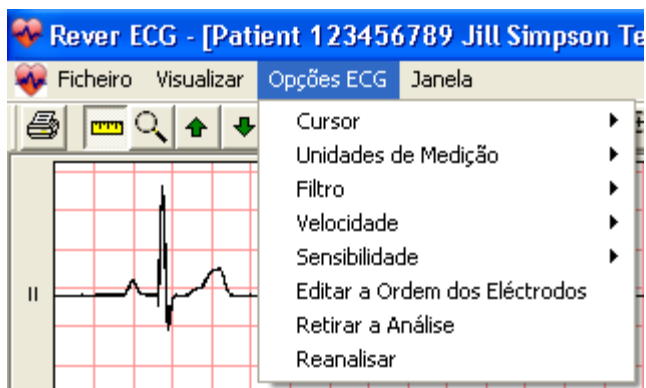 Rever ECG - [Patient 123456789 Jill Simpson Te
Ficheiro Visualizar Opções ECG Janela
Cursor
Unidades de Medição
Filtro
Velocidade
Sensibilidade
Editar a Ordem dos Eléctrodos
Retirar a Análise
Reanalisar
II